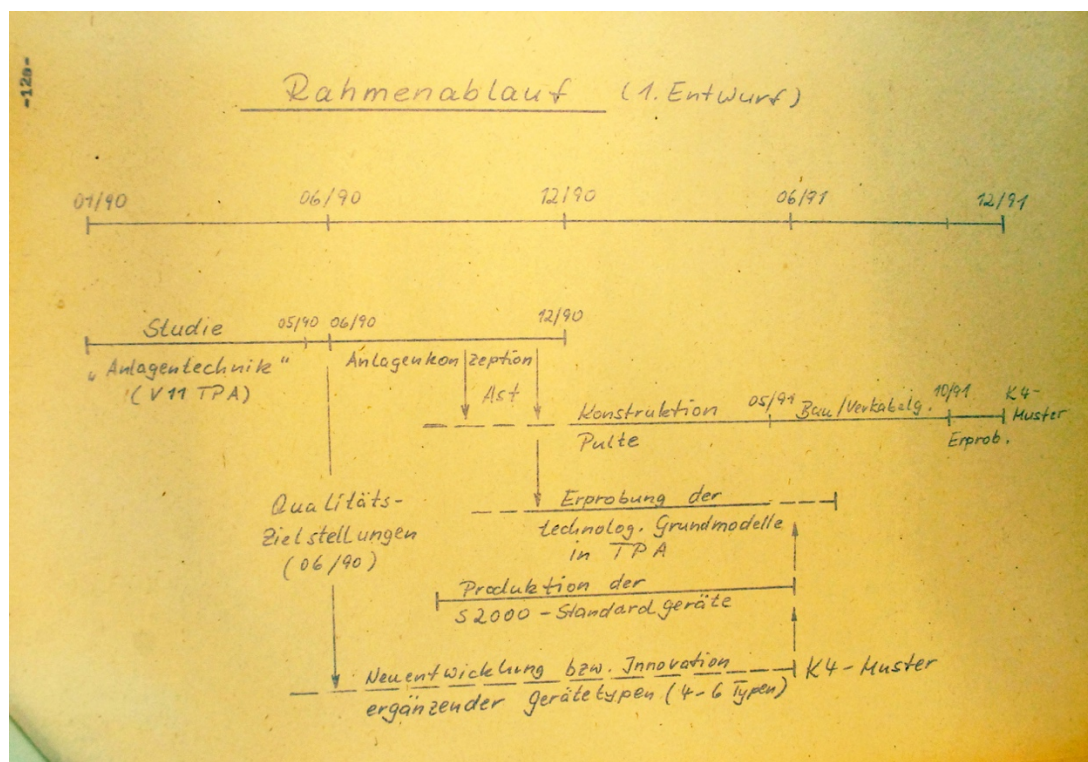 -12a-
Rahmenablauf (1. Entwurf)
01/90 06/90 12/90 06/91 12/91
Studie 05/90 06/90 12/90
„Anlagentechnik“ Anlagenkonzeption
(V11 TPA) Ast
Konstruktion 05/91 Bau/Verkabelg. 10/91 K4-
Pulte Erprob. Muster
Qualitäts-
Zielstellungen
(06/90)
Erprobung der
technolog. Grundmodelle
in TPA
Produktion der
S2000-Standardgeräte
Neuentwicklung bzw. Innovation K4-Muster
ergänzender Gerätetypen (4-6 Typen)